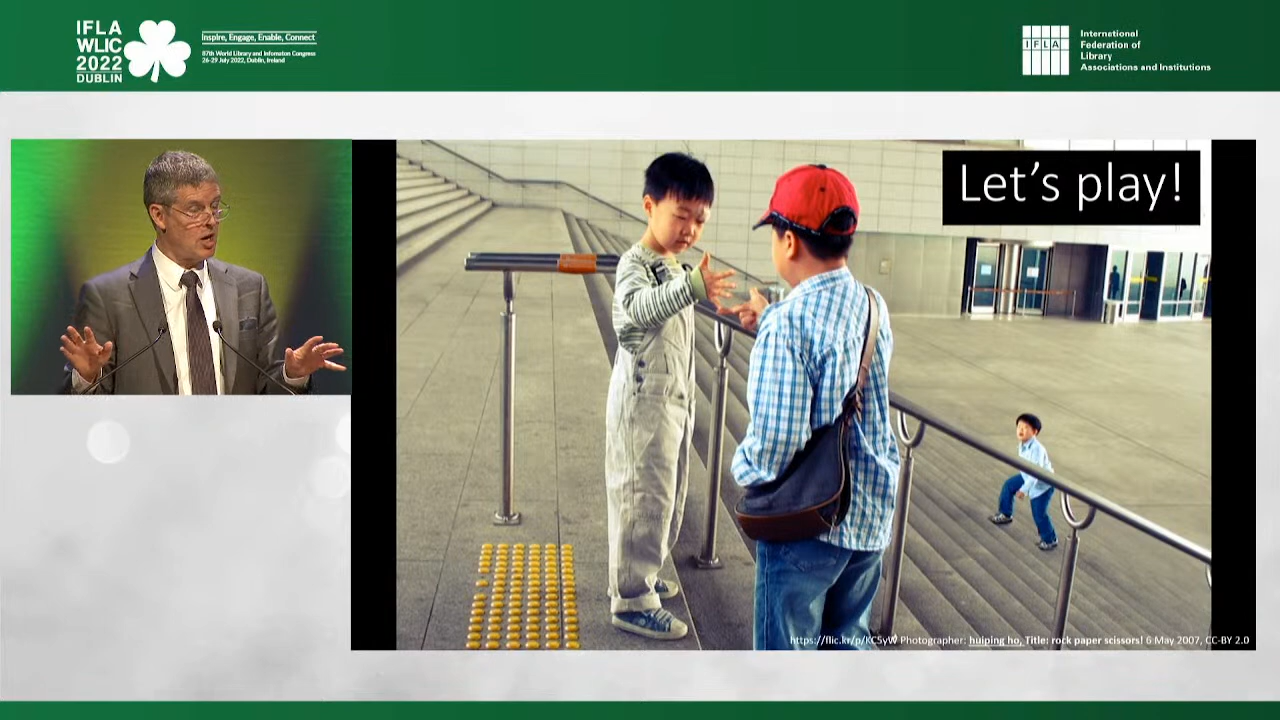 IFLA
WLIC
2022
DUBLIN
Inspire, Engage, Enable, Connect
87th World Library and Infomaton Congress
26-29 July 2022, Dublin, Ireland
IFLA
International
Federation of
Library
Associations and Institutions
Let's play!
https://flic.kr/p/KC5yW Photographer: huiping ho, Title: rock paper scissors! 6 May 2007, CC-BY 2.0